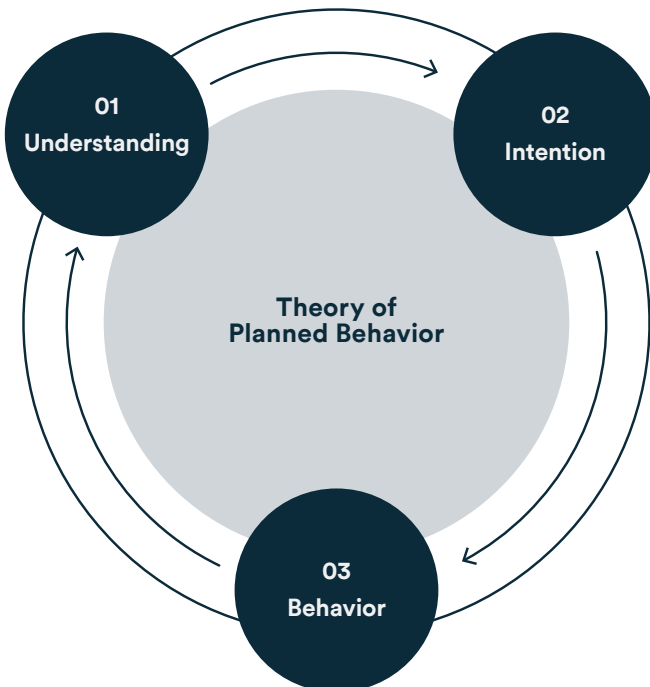 01
Understanding
02
Intention
Theory of
Planned Behavior
03
Behavior